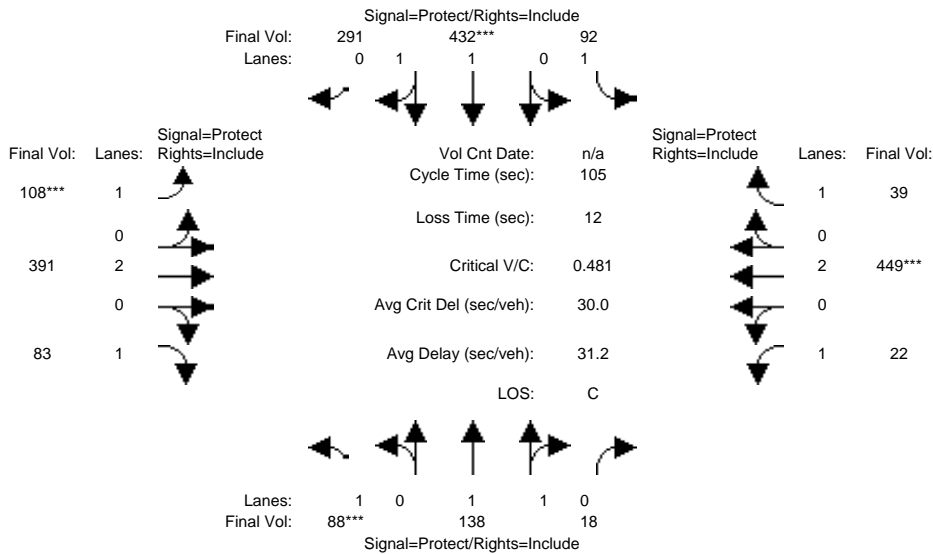 Signal=Protect/Rights=Include
Final Vol: 291 432*** 92
Lanes: 0 1 1 0 1
Signal=Protect Signal=Protect
Final Vol: Lanes: Rights=Include Vol Cnt Date: n/a Rights=Include Lanes: Final Vol:
Cycle Time (sec): 105
108*** 1 1 39
Loss Time (sec): 12
0 0
391 2 Critical V/C: 0.481 2 449***
0 Avg Crit Del (sec/veh): 30.0 0
83 1 Avg Delay (sec/veh): 31.2 1 22
LOS: C
Lanes: 1 0 1 1 0
Final Vol: 88*** 138 18
Signal=Protect/Rights=Include